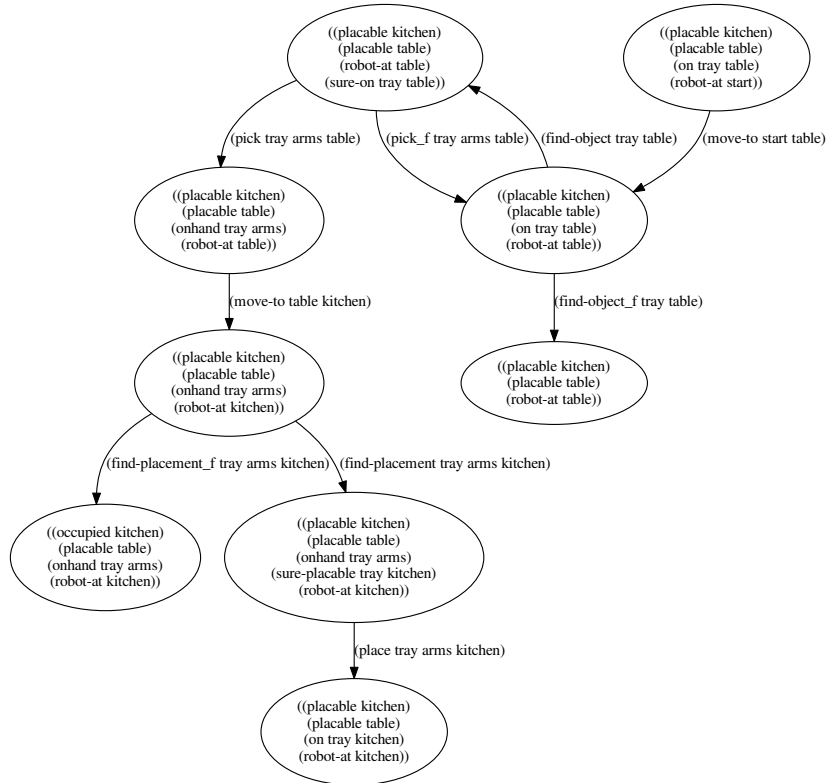 ((placable kitchen)
(placable table)
(robot-at table)
(sure-on tray table))
((placable kitchen)
(placable table)
(on tray table)
(robot-at start))
(pick tray arms table)
(pick_f tray arms table)
(find-object tray table)
(move-to start table)
((placable kitchen)
(placable table)
(onhand tray arms)
(robot-at table))
((placable kitchen)
(placable table)
(on tray table)
(robot-at table))
(move-to table kitchen)
(find-object_f tray table)
((placable kitchen)
(placable table)
(onhand tray arms)
(robot-at kitchen))
((placable kitchen)
(placable table)
(robot-at table))
(find-placement_f tray arms kitchen)
(find-placement tray arms kitchen)
((occupied kitchen)
(placable table)
(onhand tray arms)
(robot-at kitchen))
((placable kitchen)
(placable table)
(onhand tray arms)
(sure-placable tray kitchen)
(robot-at kitchen))
(place tray arms kitchen)
((placable kitchen)
(placable table)
(on tray kitchen)
(robot-at kitchen))